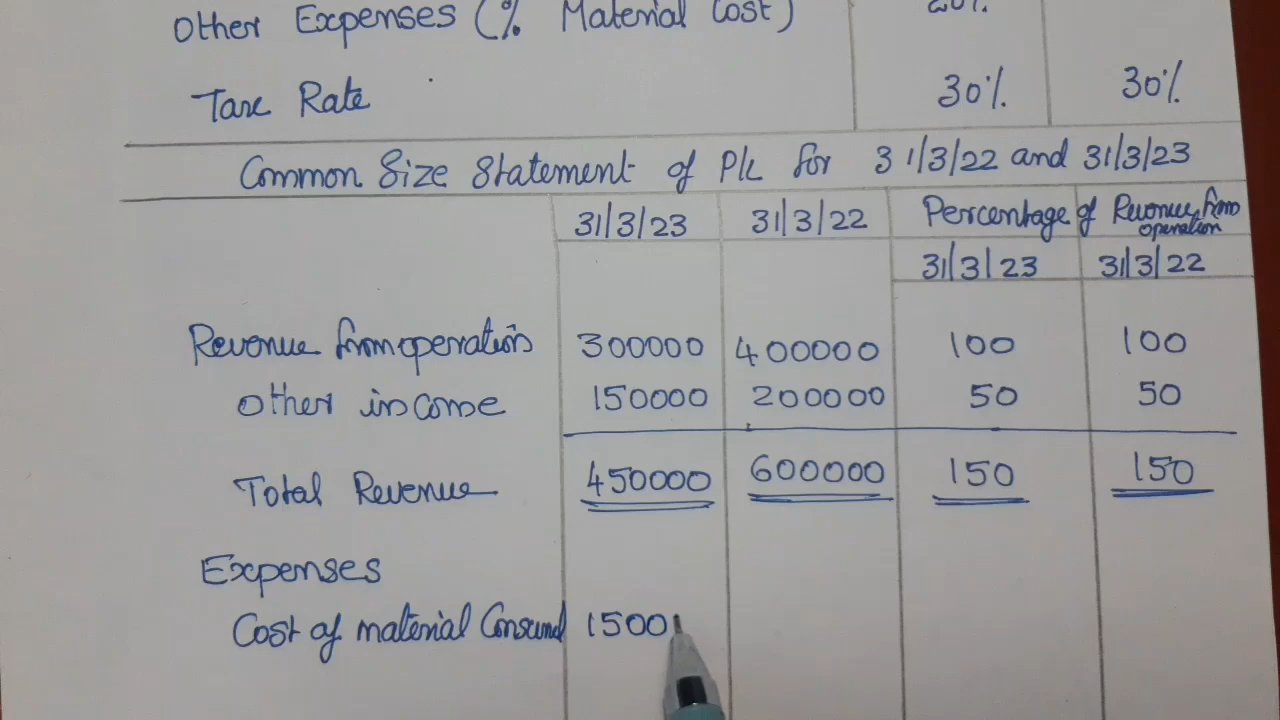 Other Expenses (% Material Cost) 20%
Tax Rate 30% 30%
Common Size Statement of P/L for 31/3/22 and 31/3/23
31/3/23 31/3/22 Percentage of Revenue from operation
31/3/23 31/3/22
Revenue from operation 300000 400000 100 100
Other income 150000 200000 50 50
Total Revenue 450000 600000 150 150
Expenses
Cost of material Consumed 1500